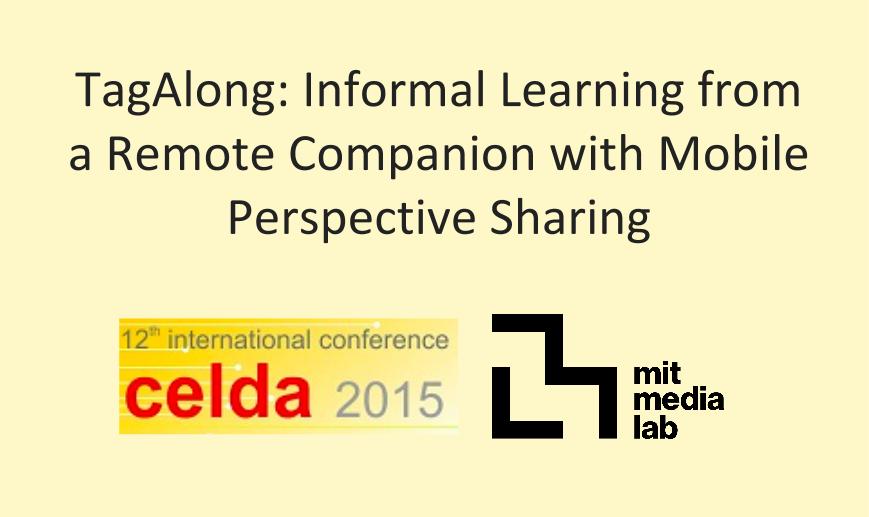 TagAlong: Informal Learning from
a Remote Companion with Mobile
Perspective Sharing
12th international conference
celda 2015
mit
media
lab